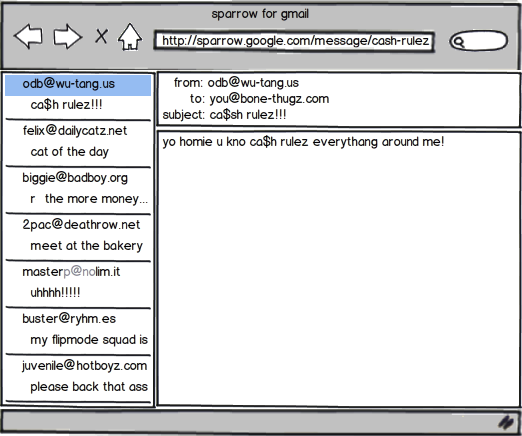 sparrow for gmail
http://sparrow.google.com/message/cash-rulez
odb@wu-tang.us
ca$h rulez!!!
felix@dailycatz.net
cat of the day
biggie@badboy.org
r the more money...
2pac@deathrow.net
meet at the bakery
masterp@nolim.it
uhhhh!!!!!
buster@ryhm.es
my flipmode squad is
juvenile@hotboyz.com
please back that ass
from: odb@wu-tang.us
to: you@bone-thugz.com
subject: ca$sh rulez!!!
yo homie u kno ca$h rulez everythang around me!